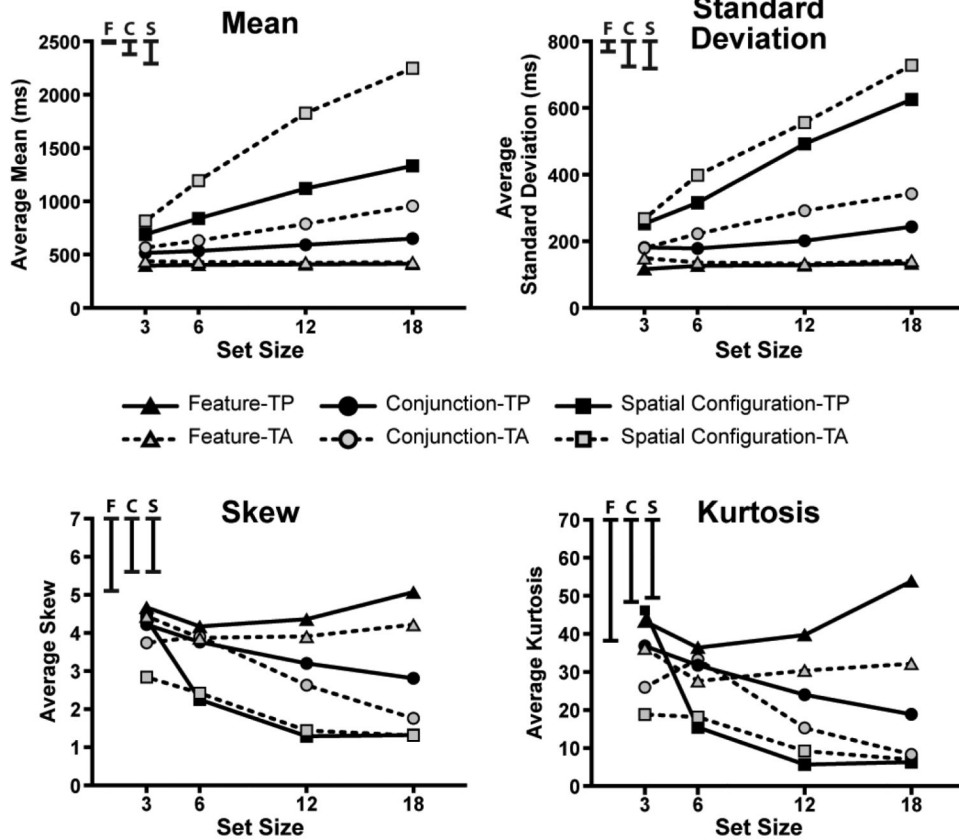 F C S
Mean
2500
2000
1500
1000
500
0
Average Mean (ms)
3 6 12 18
Set Size
F C S
Standard
Deviation
800
600
400
200
0
Average
Standard Deviation (ms)
3 6 12 18
Set Size
Feature-TP Conjunction-TP Spatial Configuration-TP
Feature-TA Conjunction-TA Spatial Configuration-TA
F C S
Skew
7
6
5
4
3
2
1
0
Average Skew
3 6 12 18
Set Size
F C S
Kurtosis
70
60
50
40
30
20
10
0
Average Kurtosis
3 6 12 18
Set Size